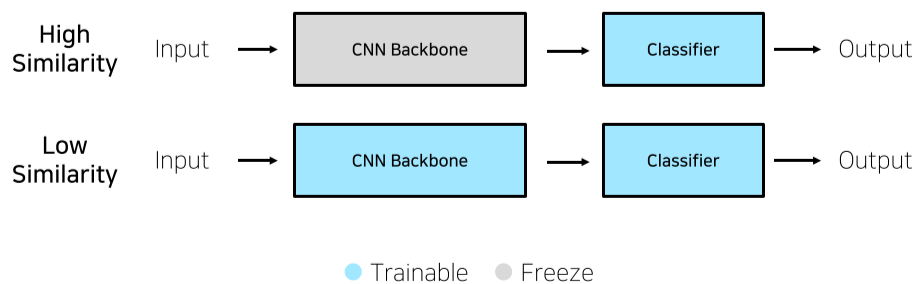 High
Similarity
Input
CNN Backbone
Classifier
Output
Low
Similarity
Input
CNN Backbone
Classifier
Output
Trainable
Freeze